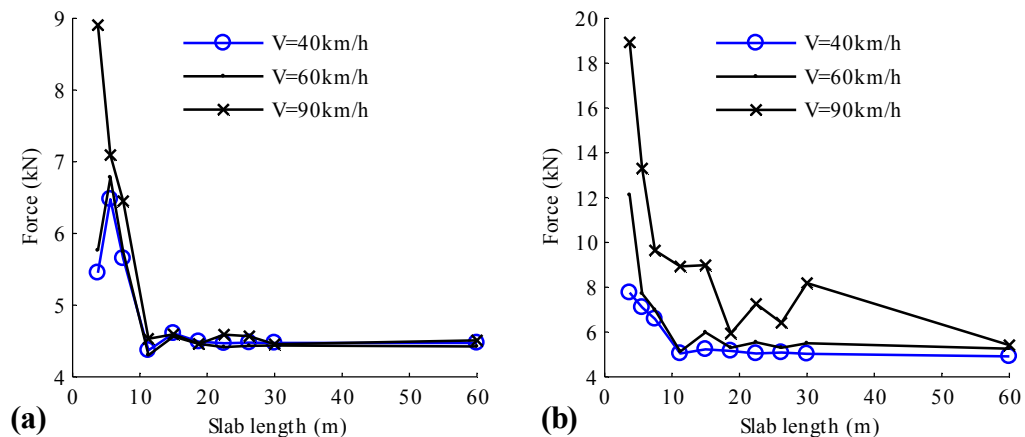 9
8
7
6
5
4
Force (kN)
0 10 20 30 40 50 60
Slab length (m)
V=40km/h
V=60km/h
V=90km/h
(a)
20
18
16
14
12
10
8
6
4
Force (kN)
0 10 20 30 40 50 60
Slab length (m)
V=40km/h
V=60km/h
V=90km/h
(b)